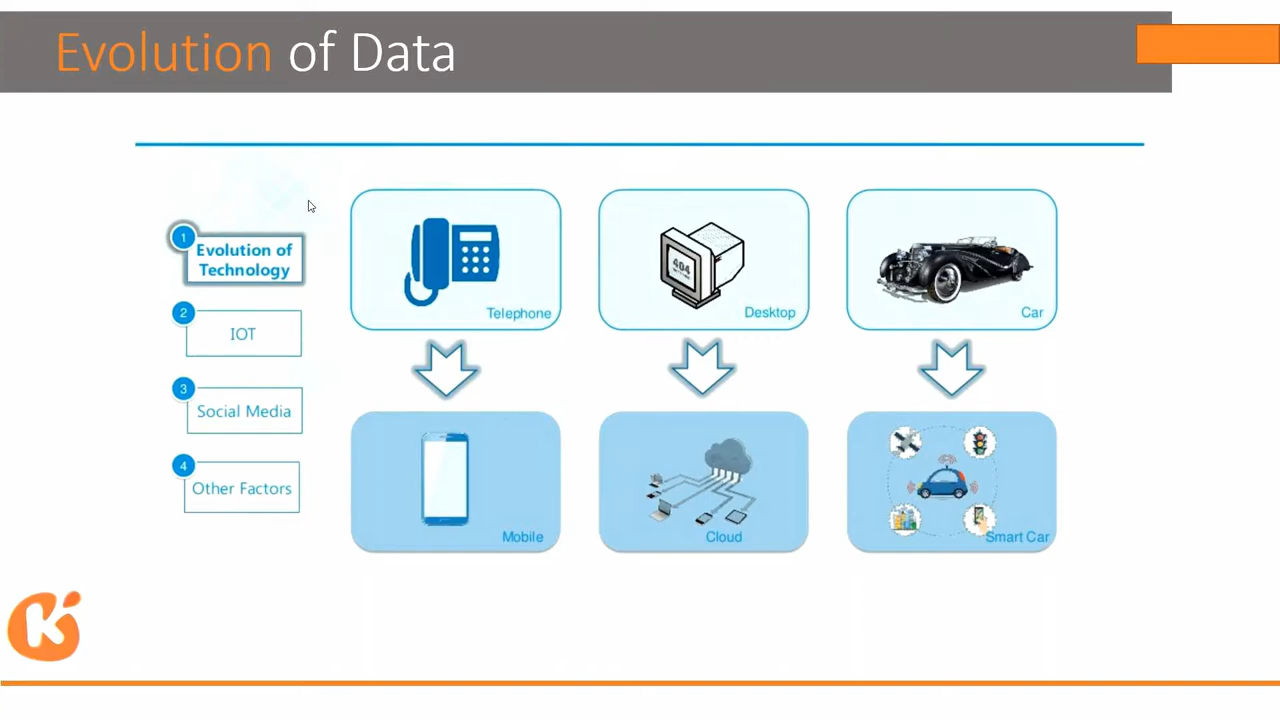 Evolution of Data
1
Evolution of
Technology
2
IOT
3
Social Media
4
Other Factors
Telephone
404
Desktop
Car
Mobile
Cloud
Smart Car
K